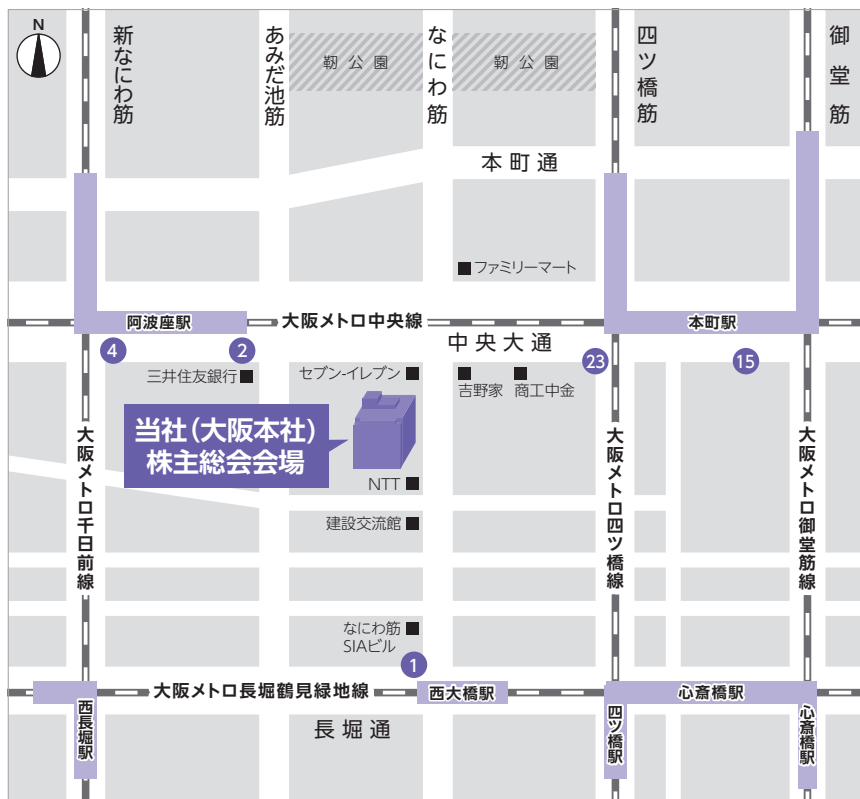 N
新なにわ筋
あみだ池筋
靭公園
なにわ筋
靭公園
四ツ橋筋
御堂筋
本町通
ファミリーマート
阿波座駅
大阪メトロ中央線
本町駅
中央大通
4
2
23
15
三井住友銀行
セブン-イレブン
吉野家
商工中金
当社(大阪本社)
株主総会会場
NTT
建設交流館
大阪メトロ千日前線
大阪メトロ四ツ橋線
大阪メトロ御堂筋線
なにわ筋
SIAビル
1
大阪メトロ長堀鶴見緑地線
西大橋駅
心斎橋駅
西長堀駅
長堀通
四ツ橋駅
心斎橋駅